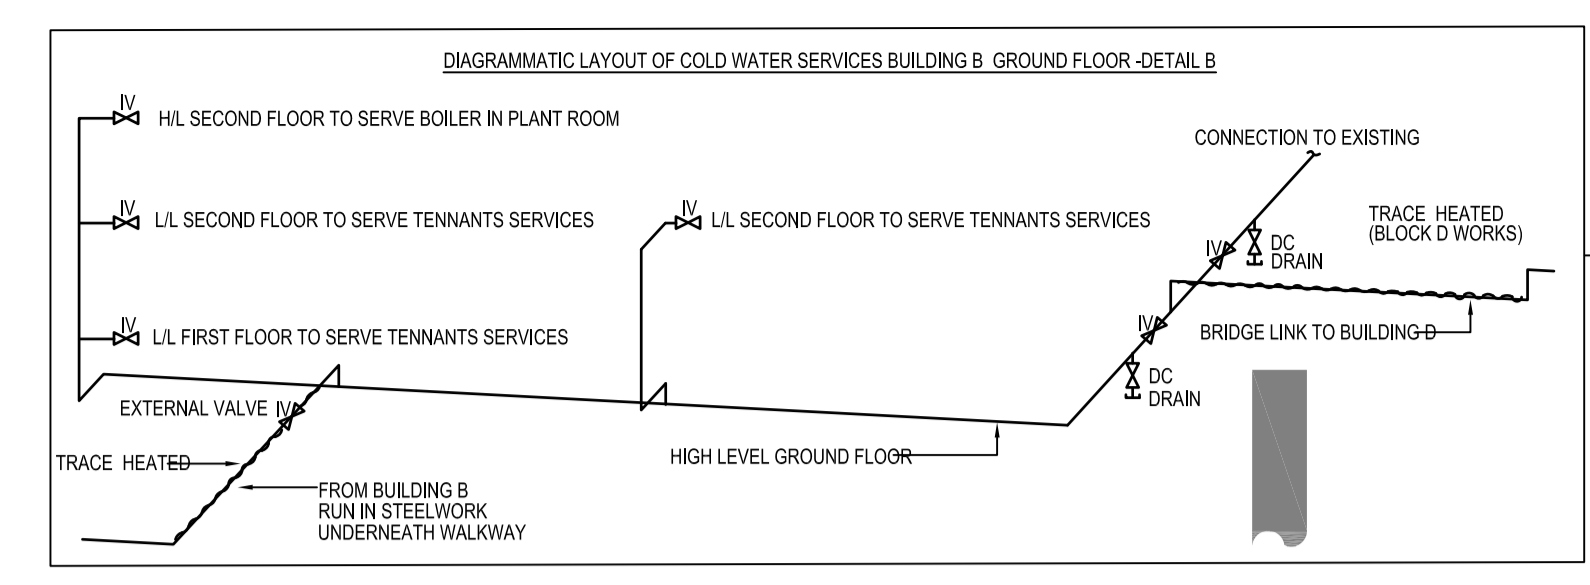 DIAGRAMMATIC LAYOUT OF COLD WATER SERVICES BUILDING B GROUND FLOOR -DETAIL B
IV
H/L SECOND FLOOR TO SERVE BOILER IN PLANT ROOM
CONNECTION TO EXISTING
IV
L/L SECOND FLOOR TO SERVE TENNANTS SERVICES
IV
L/L SECOND FLOOR TO SERVE TENNANTS SERVICES
TRACE HEATED
(BLOCK D WORKS)
IV
DC
DRAIN
IV
L/L FIRST FLOOR TO SERVE TENNANTS SERVICES
IV
BRIDGE LINK TO BUILDING D
DC
DRAIN
EXTERNAL VALVE IV
TRACE HEATED
HIGH LEVEL GROUND FLOOR
FROM BUILDING B
RUN IN STEELWORK
UNDERNEATH WALKWAY